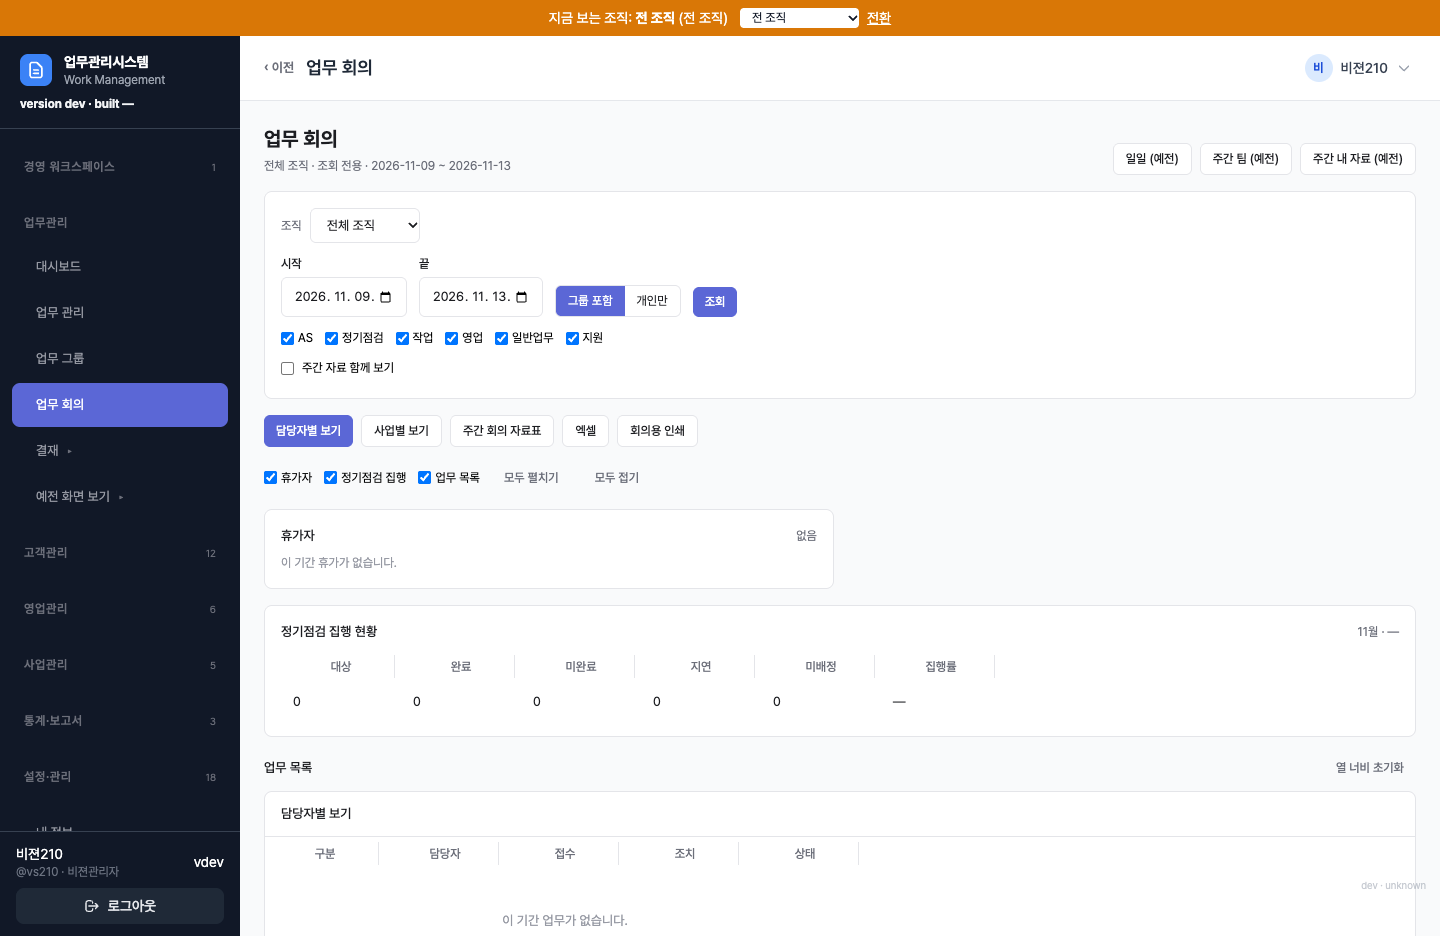 지금 보는 조직: 전 조직 (전 조직) 전 조직 전환
업무관리시스템
Work Management
version dev · built —
경영 워크스페이스 1
업무관리
대시보드
업무 관리
업무 그룹
업무 회의
결재 ▸
예전 화면 보기 ▸
고객관리 12
영업관리 6
사업관리 5
통계·보고서 3
설정·관리 18
비젼210
@vs210 · 비젼관리자
vdev
로그아웃
‹ 이전 업무 회의
비 비젼210
업무 회의
전체 조직 · 조회 전용 · 2026-11-09 ~ 2026-11-13
일일 (예전) 주간 팀 (예전) 주간 내 자료 (예전)
조직 전체 조직
시작 끝
2026. 11. 09. 2026. 11. 13. 그룹 포함 개인만 조회
AS 정기점검 작업 영업 일반업무 지원
주간 자료 함께 보기
담당자별 보기 사업별 보기 주간 회의 자료표 엑셀 회의용 인쇄
휴가자 정기점검 집행 업무 목록 모두 펼치기 모두 접기
휴가자 없음
이 기간 휴가가 없습니다.
정기점검 집행 현황 11월 · —
대상 완료 미완료 지연 미배정 집행률
0 0 0 0 0 —
업무 목록 열 너비 초기화
담당자별 보기
구분 담당자 접수 조치 상태
dev · unknown
이 기간 업무가 없습니다.